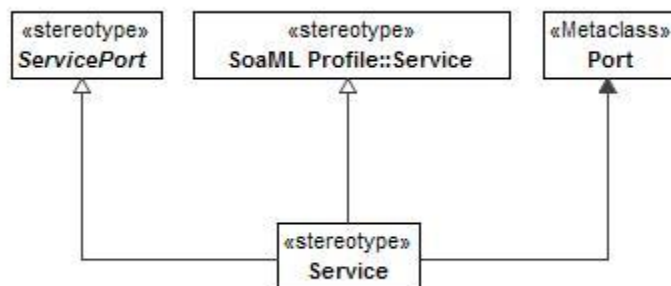 «stereotype»
ServicePort
«stereotype»
SoaML Profile::Service
«Metaclass»
Port
«stereotype»
Service